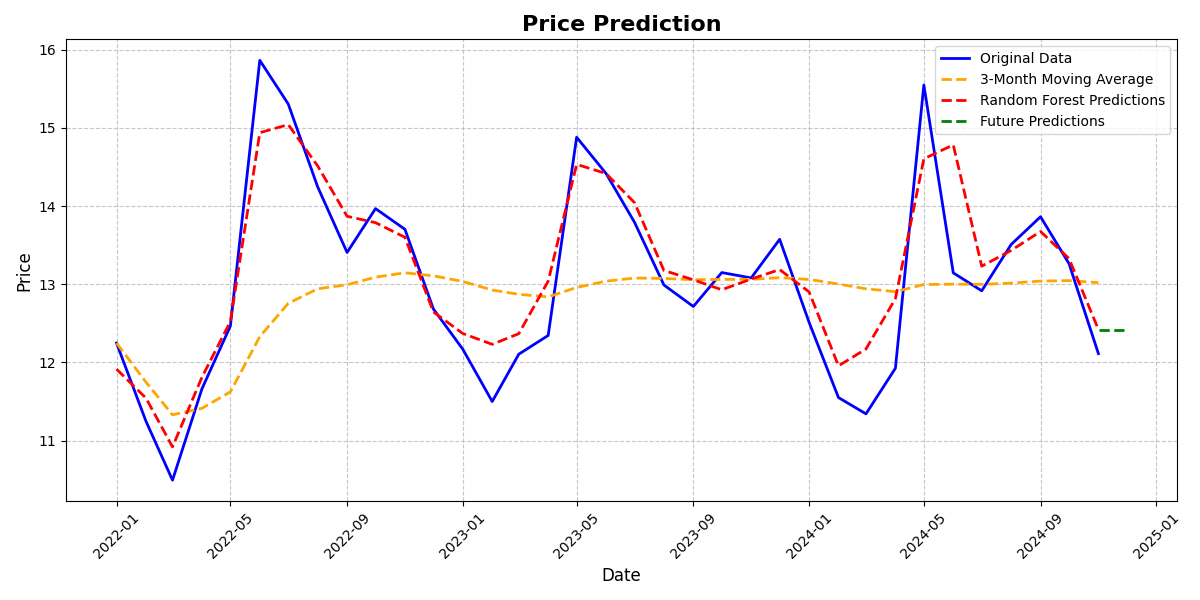 Price Prediction
Original Data
3-Month Moving Average
Random Forest Predictions
Future Predictions
Price
16
15
14
13
12
11
2022-01
2022-05
2022-09
2023-01
2023-05
2023-09
2024-01
2024-05
2024-09
2025-01
Date